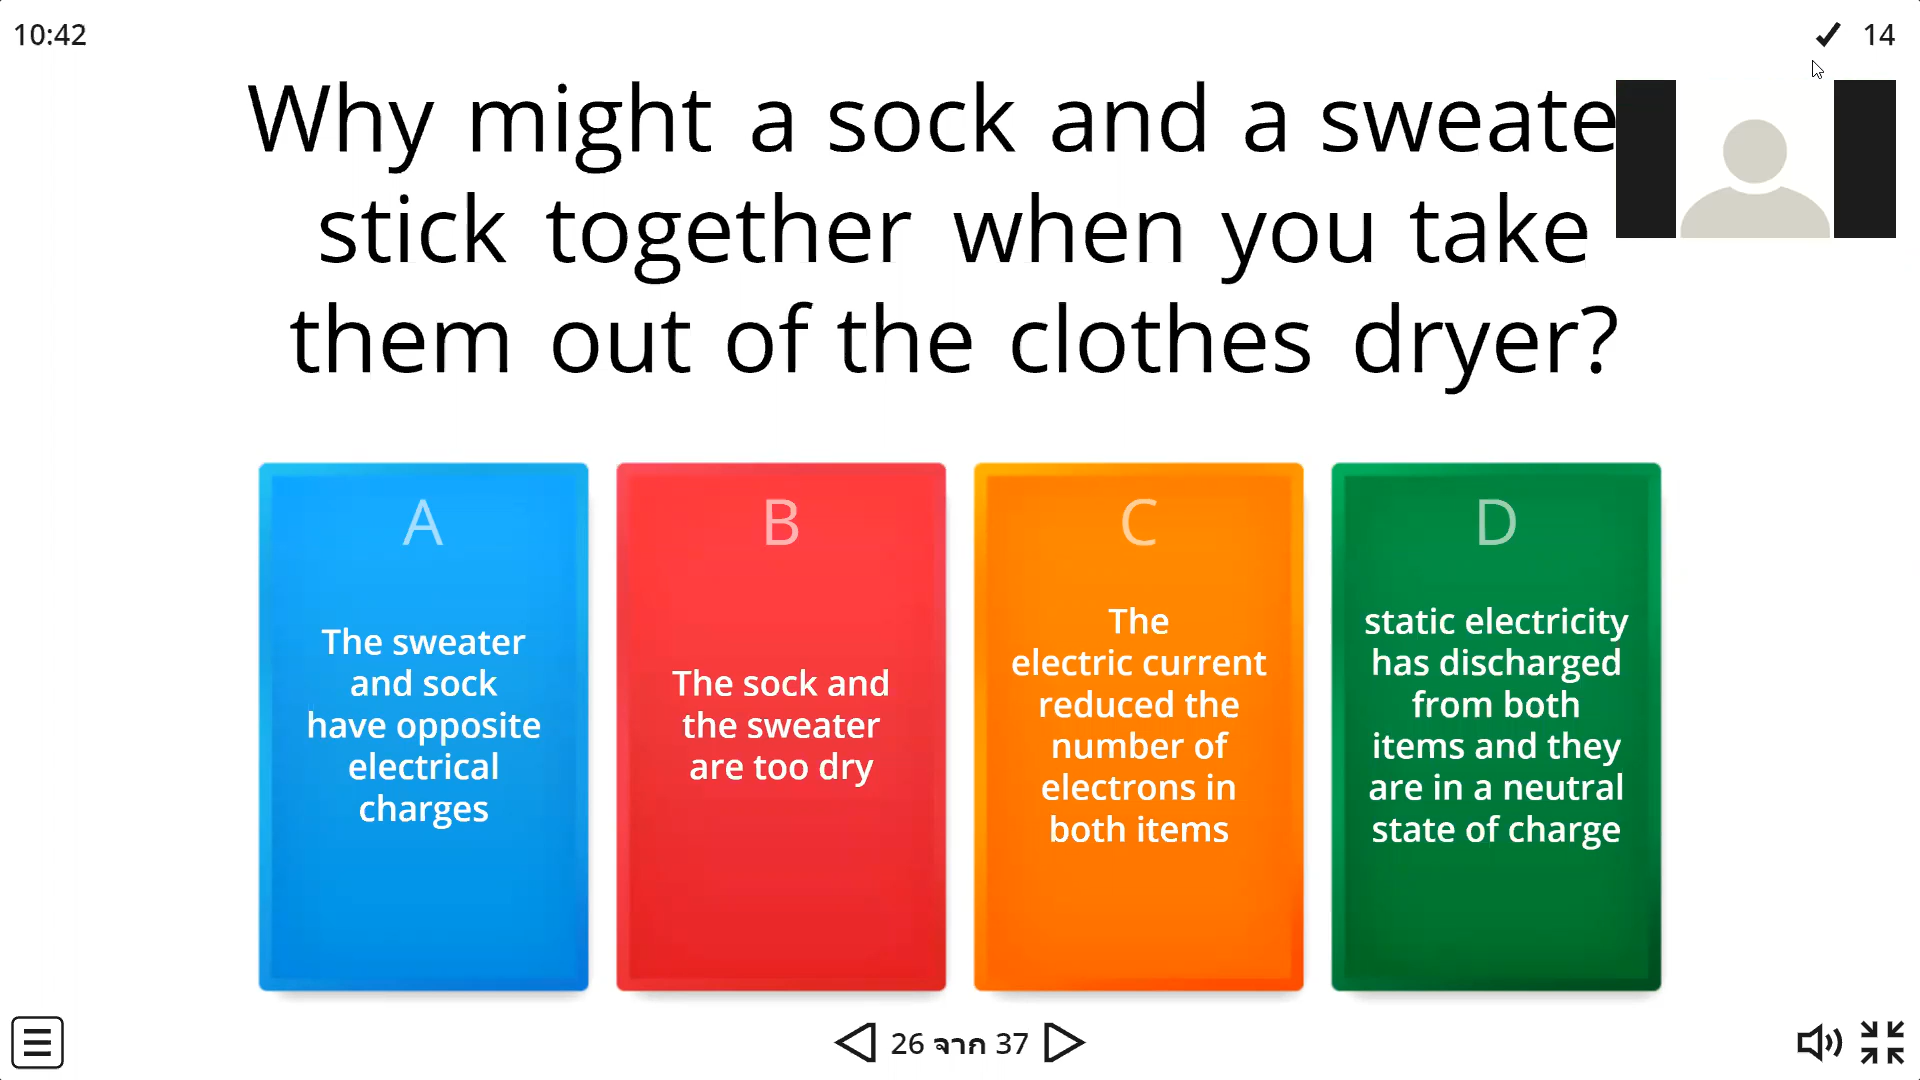 10:42
14
Why might a sock and a sweate
stick together when you take
them out of the clothes dryer?
A
The sweater
and sock
have opposite
electrical
charges
B
The sock and
the sweater
are too dry
C
The
electric current
reduced the
number of
electrons in
both items
D
static electricity
has discharged
from both
items and they
are in a neutral
state of charge
26 จาก 37